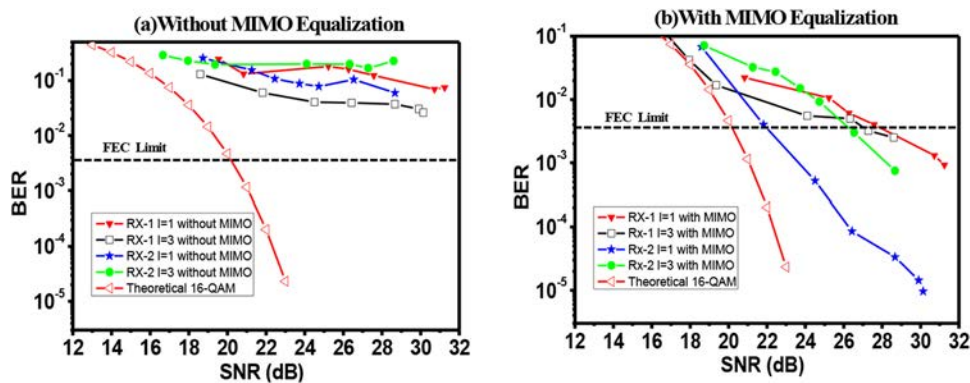 (a)Without MIMO Equalization
BER
10⁻¹
10⁻²
10⁻³
10⁻⁴
10⁻⁵
FEC Limit
RX-1 l=1 without MIMO
RX-1 l=3 without MIMO
RX-2 l=1 without MIMO
RX-2 l=3 without MIMO
Theoretical 16-QAM
12 14 16 18 20 22 24 26 28 30 32
SNR (dB)
(b)With MIMO Equalization
BER
10⁻¹
10⁻²
10⁻³
10⁻⁴
10⁻⁵
FEC Limit
RX-1 l=1 with MIMO
Rx-1 l=3 with MIMO
Rx-2 l=1 with MIMO
Rx-2 l=3 with MIMO
Theoretical 16-QAM
12 14 16 18 20 22 24 26 28 30 32
SNR (dB)